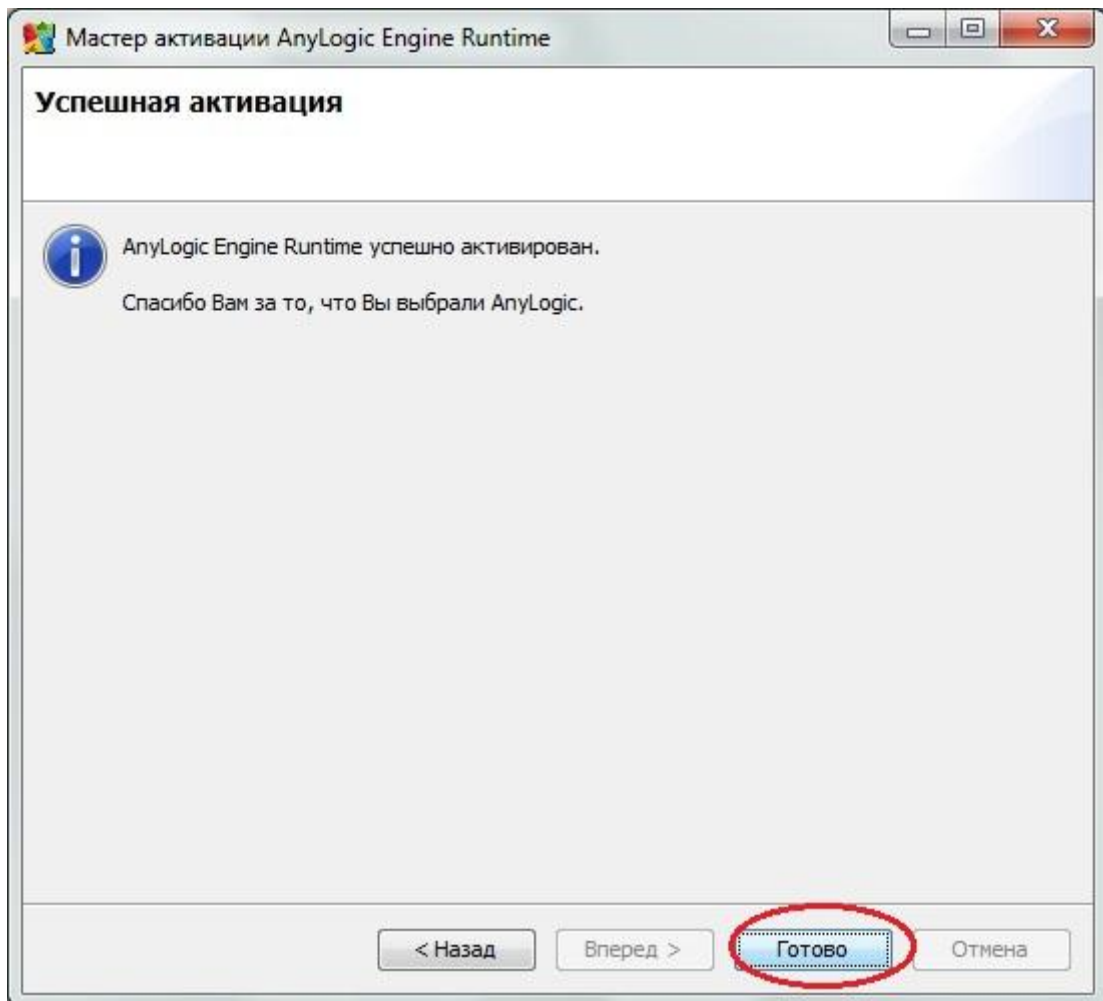 Мастер активации AnyLogic Engine Runtime
Успешная активация
AnyLogic Engine Runtime успешно активирован.
Спасибо Вам за то, что Вы выбрали AnyLogic.
< Назад
Вперед >
Готово
Отмена